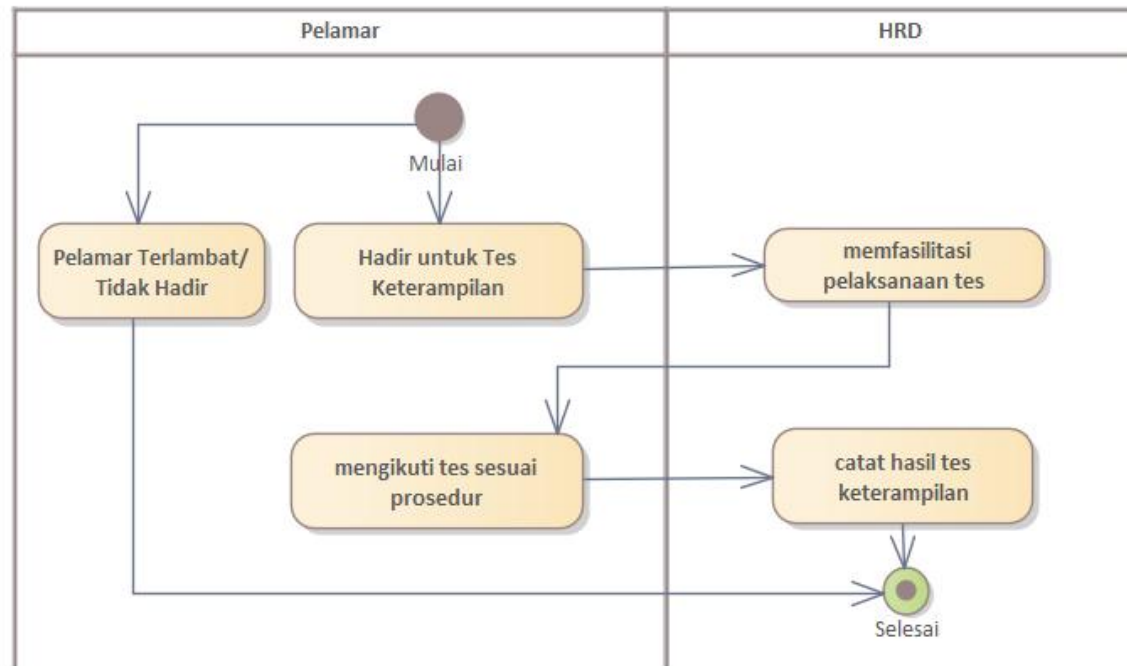 Pelamar
HRD
Mulai
Pelamar Terlambat/
Tidak Hadir
Hadir untuk Tes
Keterampilan
memfasilitasi
pelaksanaan tes
mengikuti tes sesuai
prosedur
catat hasil tes
keterampilan
Selesai